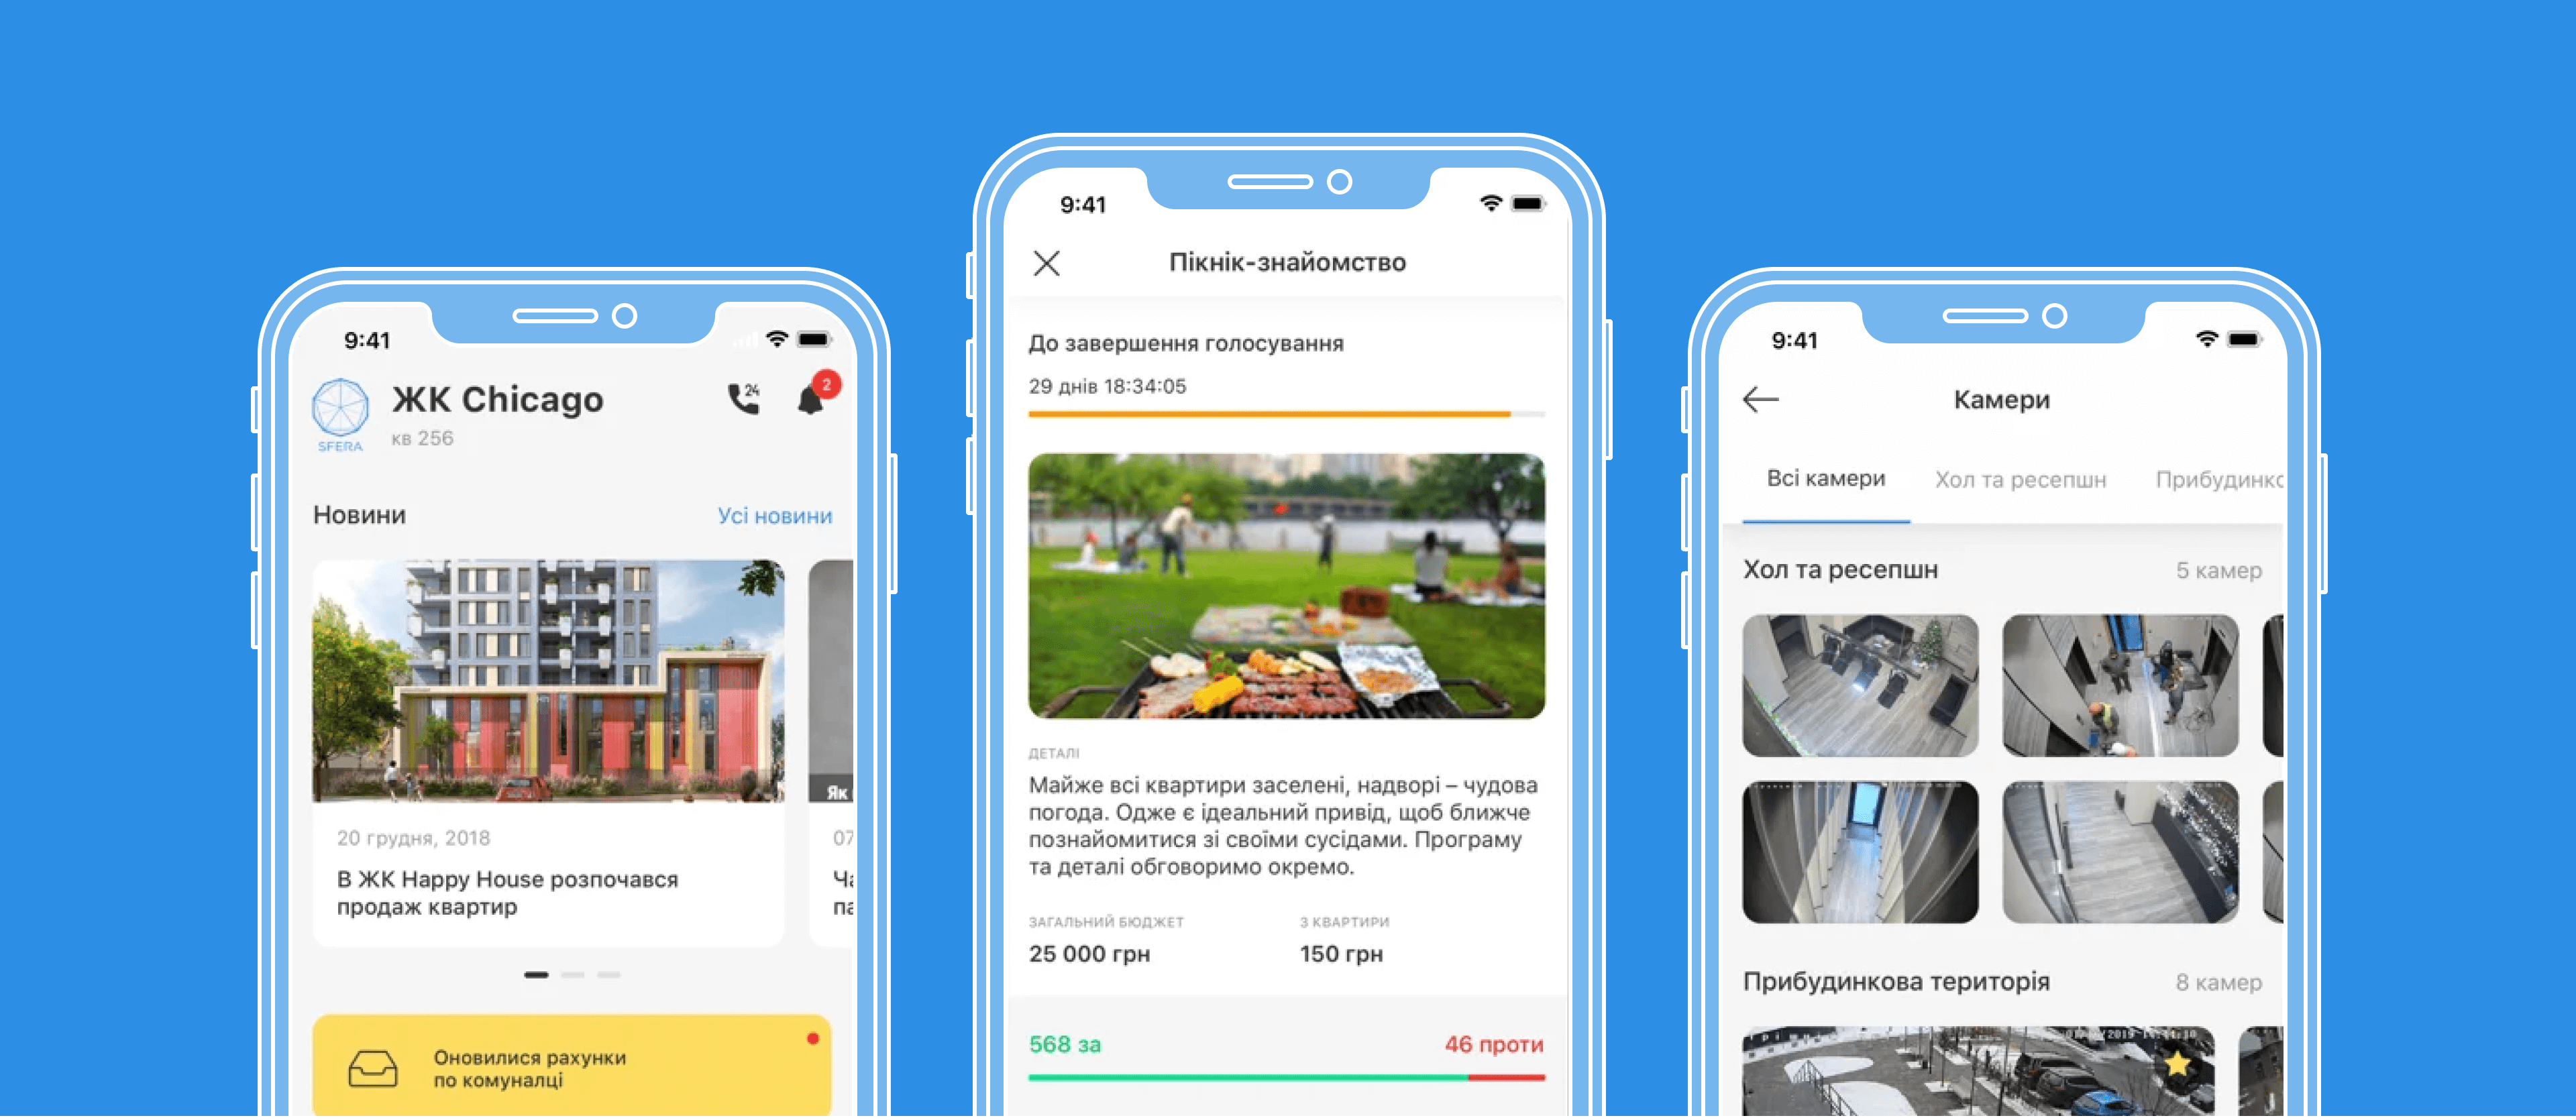 9:41
SFERA
ЖК Chicago
кв 256
24
2
Новини
Усі новини
Як
20 грудня, 2018
В ЖК Happy House розпочався
продаж квартир
07
Оновилися рахунки
по комуналці
9:41
Пікнік-знайомство
До завершення голосування
29 днів 18:34:05
ДЕТАЛІ
Майже всі квартири заселені, надворі – чудова
погода. Одже є ідеальний привід, щоб ближче
познайомитися зі своїми сусідами. Програму
та деталі обговоримо окремо.
ЗАГАЛЬНИЙ БЮДЖЕТ
З КВАРТИРИ
25 000 грн
150 грн
568 за
46 проти
9:41
Камери
Всі камери
Хол та ресепшн
Прибудинко
Хол та ресепшн
5 камер
Прибудинкова територія
8 камер